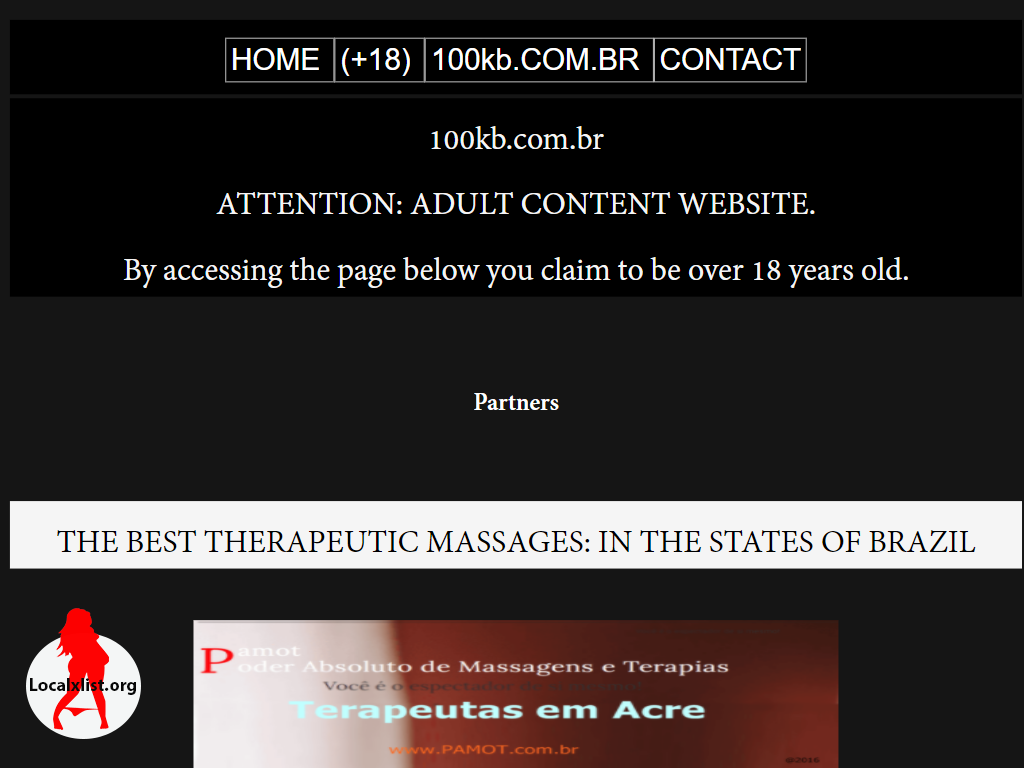 HOME (+18) 100kb.COM.BR CONTACT
100kb.com.br
ATTENTION: ADULT CONTENT WEBSITE.
By accessing the page below you claim to be over 18 years old.
Partners
THE BEST THERAPEUTIC MASSAGES: IN THE STATES OF BRAZIL
Localxlist.org
Pamot
Poder Absoluto de Massagens e Terapias
Você é o espectador de
Terapeutas em Acre
www.PAMOT.com.br
©2016